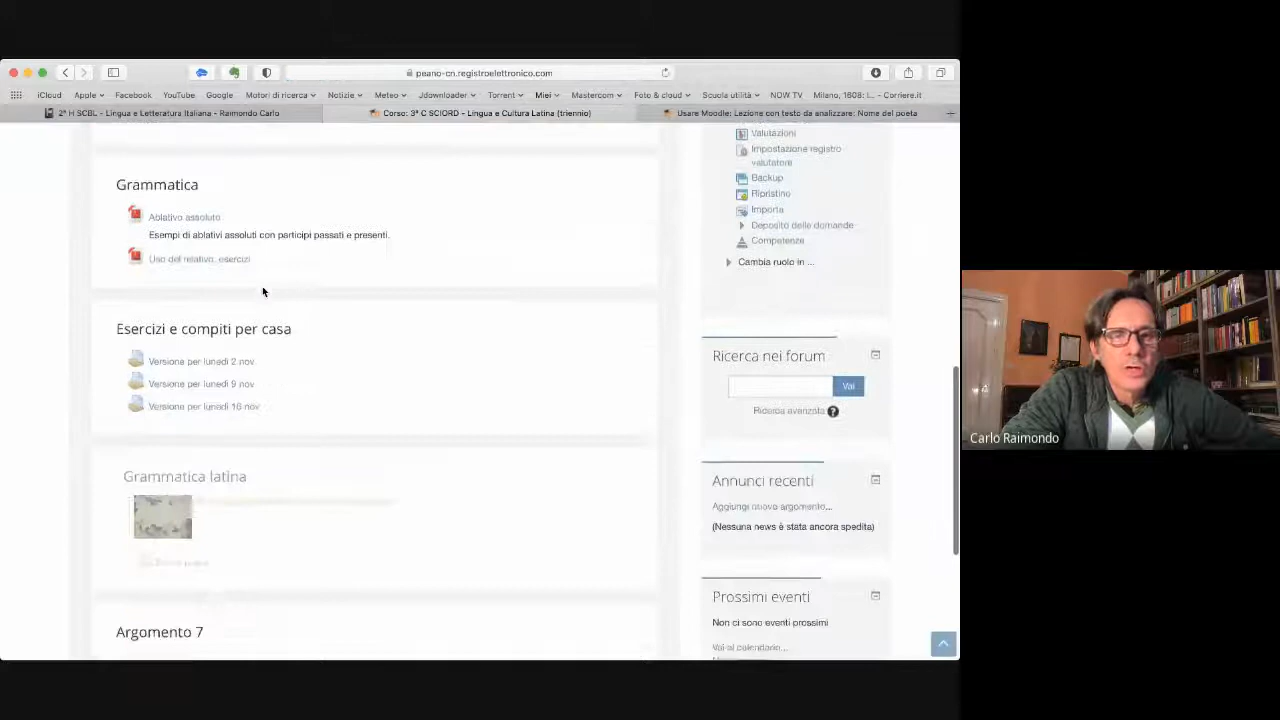 peano-cn.registroelettronico.com
iCloud Apple Facebook YouTube Google Motori di ricerca Notizie Meteo Jdownloader Torrent Miei Mastercom Foto & cloud Scuola utilità NOW TV Milano, 1608: I... - Corriere.it
2° H SCBL - Lingua e Letteratura Italiana - Raimondo Carlo
Corso: 3° C SCIORD - Lingua e Cultura Latina (triennio)
Usare Moodle: Lezione con testo da analizzare: Nome del poeta
Grammatica
Ablativo assoluto
Esempi di ablativi assoluti con participi passati e presenti.
Uso del relativo, esercizi
Esercizi e compiti per casa
Versione per lunedì 2 nov
Versione per lunedì 9 nov
Versione per lunedì 16 nov
Grammatica latina
Argomento 7
Valutazioni
Impostazione registro
valutatore
Backup
Ripristino
Importa
Deposito delle domande
Competenze
Cambia ruolo in ...
Ricerca nei forum
Vai
Ricerca avanzata
Annunci recenti
Aggiungi nuovo argomento...
(Nessuna news è stata ancora spedita)
Prossimi eventi
Non ci sono eventi prossimi
Vai al calendario...
Carlo Raimondo